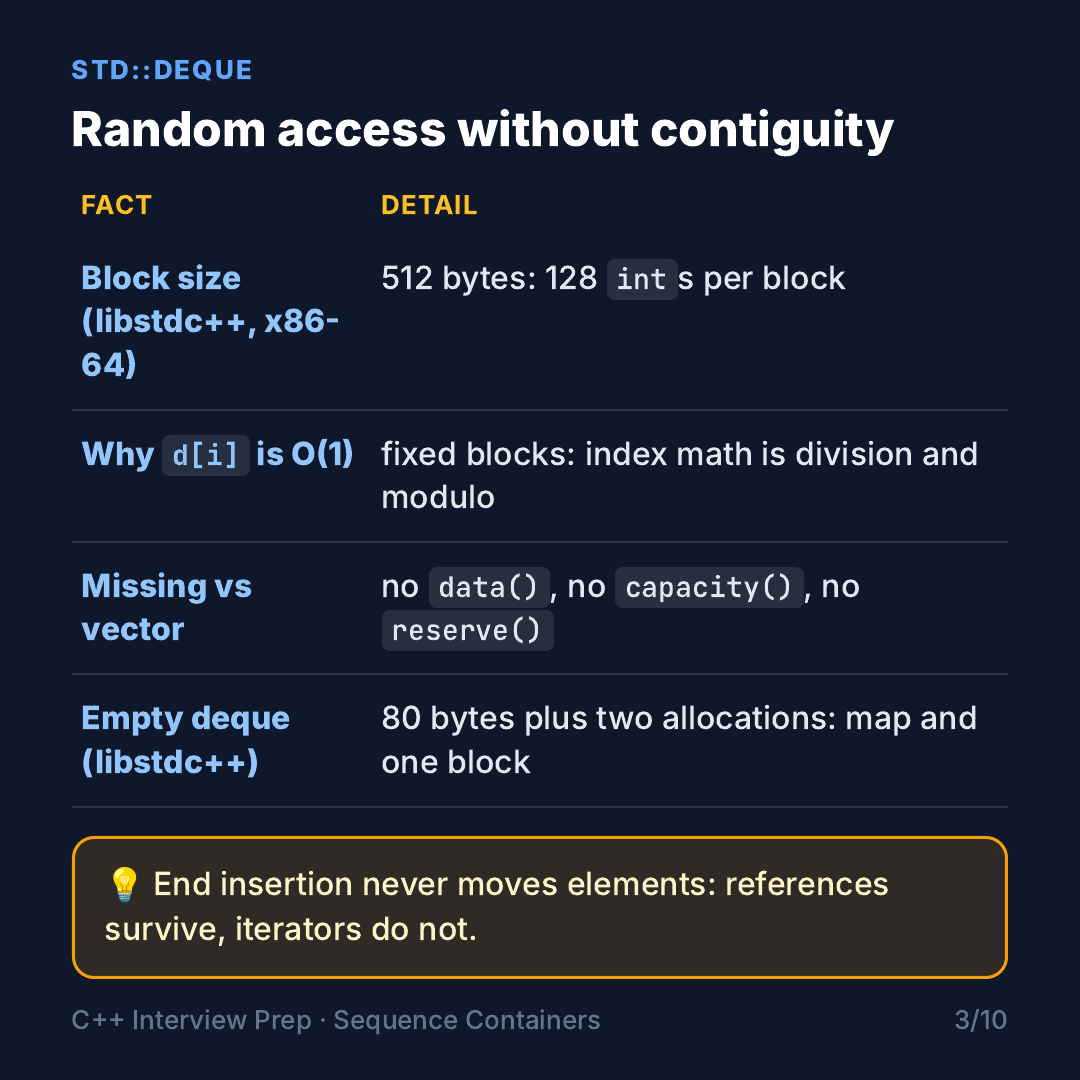 STD::DEQUE
Random access without contiguity
FACT DETAIL
Block size 512 bytes: 128 int s per block
(libstdc++, x86-
64)
Why d[i] is O(1) fixed blocks: index math is division and
modulo
Missing vs no data(), no capacity(), no
vector reserve()
Empty deque 80 bytes plus two allocations: map and
(libstdc++) one block
💡 End insertion never moves elements: references
survive, iterators do not.
C++ Interview Prep · Sequence Containers 3/10